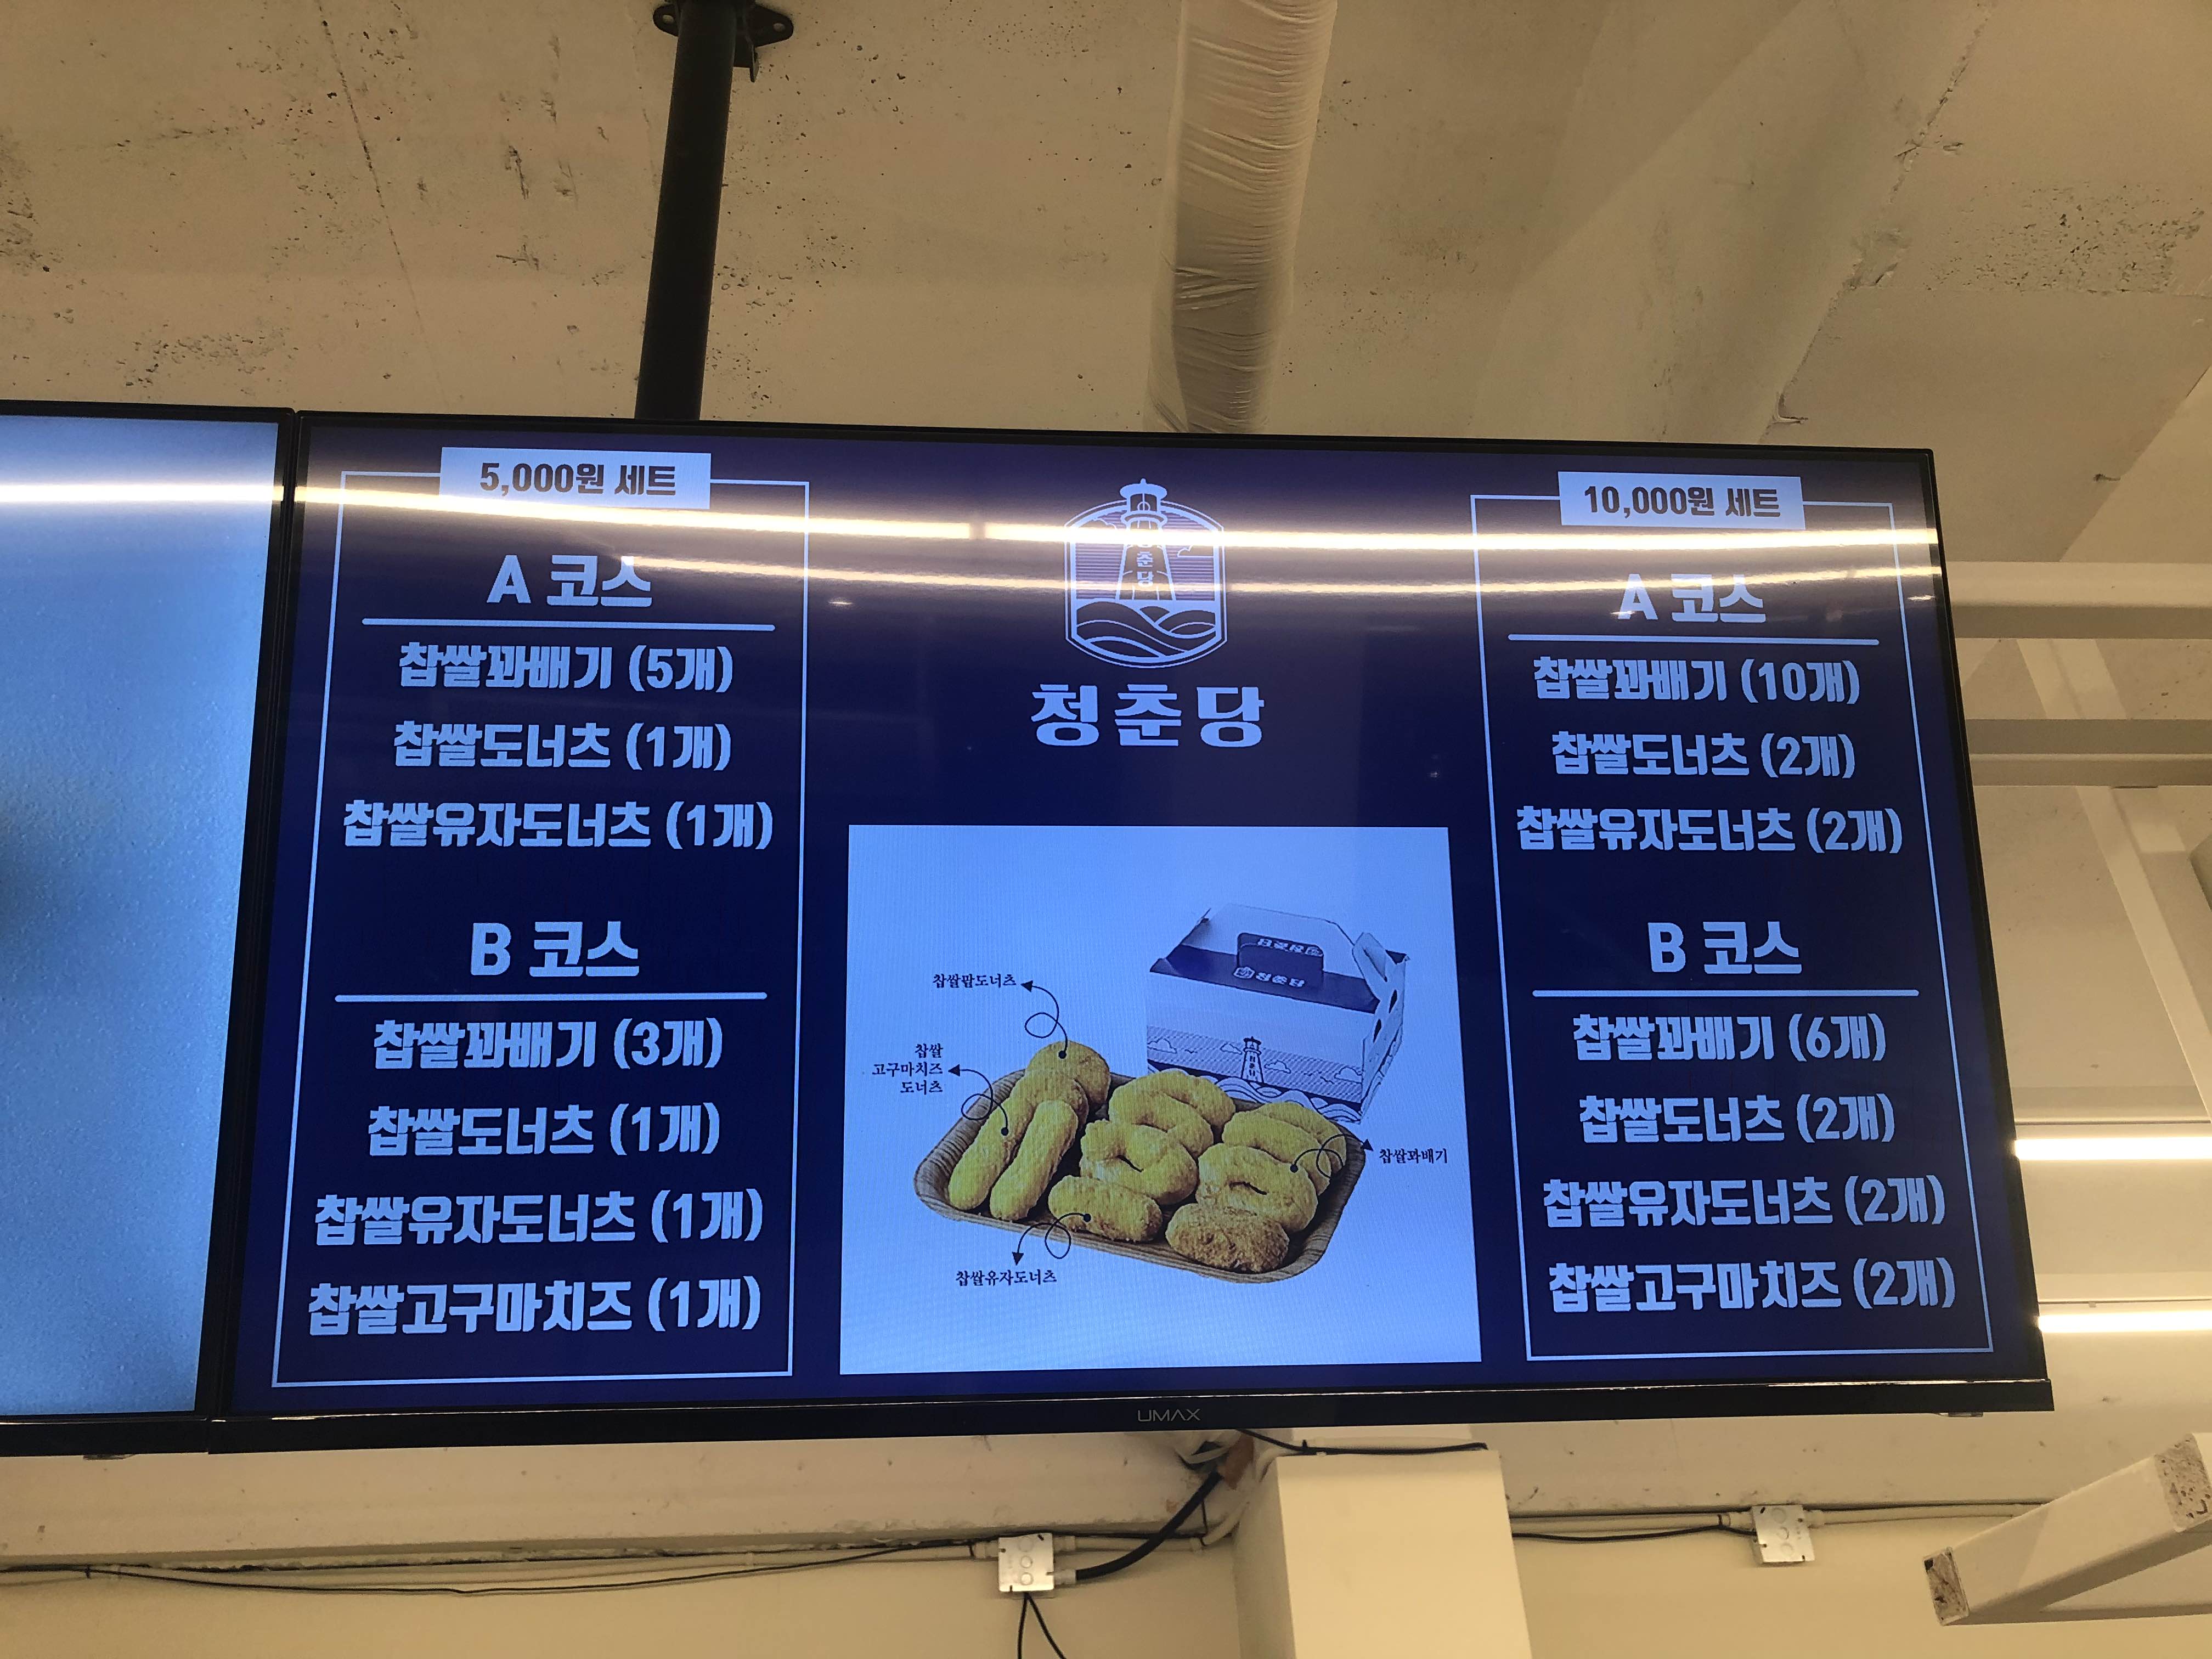 5,000원 세트
A 코스
찹쌀꽈배기 (5개)
찹쌀도너츠 (1개)
찹쌀유자도너츠 (1개)
B 코스
찹쌀꽈배기 (3개)
찹쌀도너츠 (1개)
찹쌀유자도너츠 (1개)
찹쌀고구마치즈 (1개)
춘
당
청춘당
찹쌀팥도너츠
찹쌀
고구마치즈
도너츠
찹쌀꽈배기
찹쌀유자도너츠
청춘당
10,000원 세트
A 코스
찹쌀꽈배기 (10개)
찹쌀도너츠 (2개)
찹쌀유자도너츠 (2개)
B 코스
찹쌀꽈배기 (6개)
찹쌀도너츠 (2개)
찹쌀유자도너츠 (2개)
찹쌀고구마치즈 (2개)
UMAX